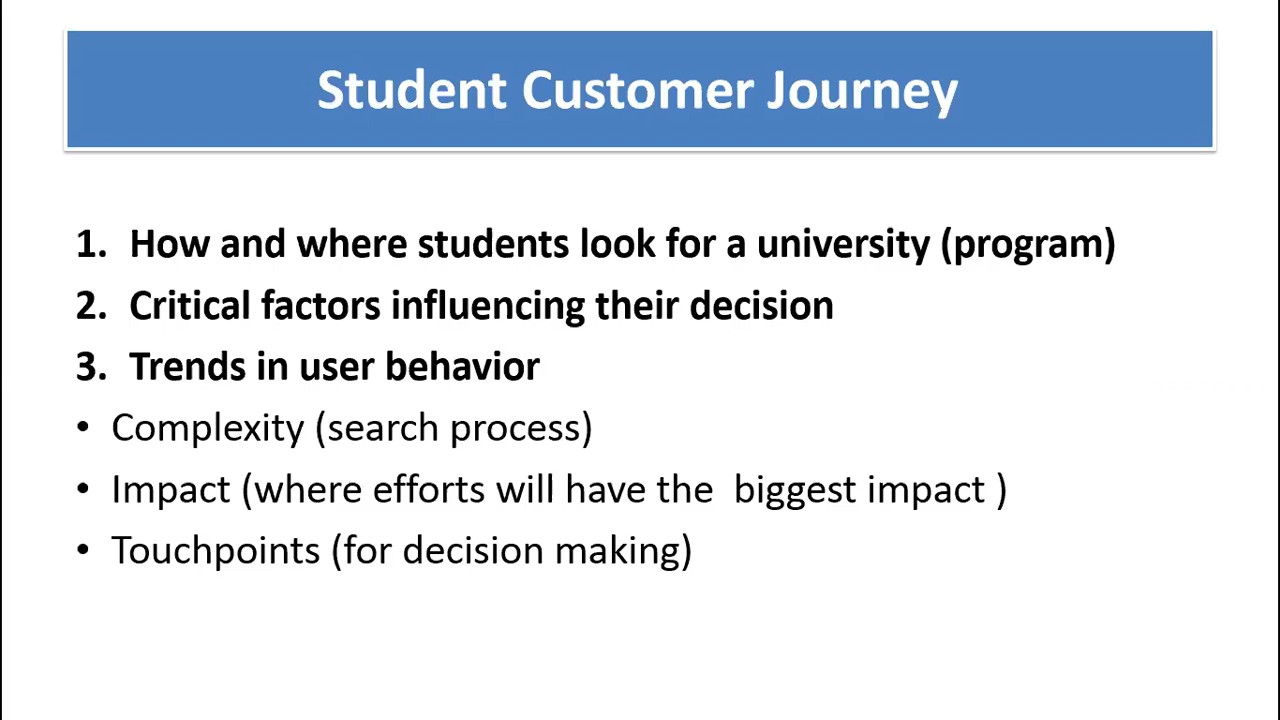 Student Customer Journey
1. How and where students look for a university (program)
2. Critical factors influencing their decision
3. Trends in user behavior
• Complexity (search process)
• Impact (where efforts will have the  biggest impact )
• Touchpoints (for decision making)